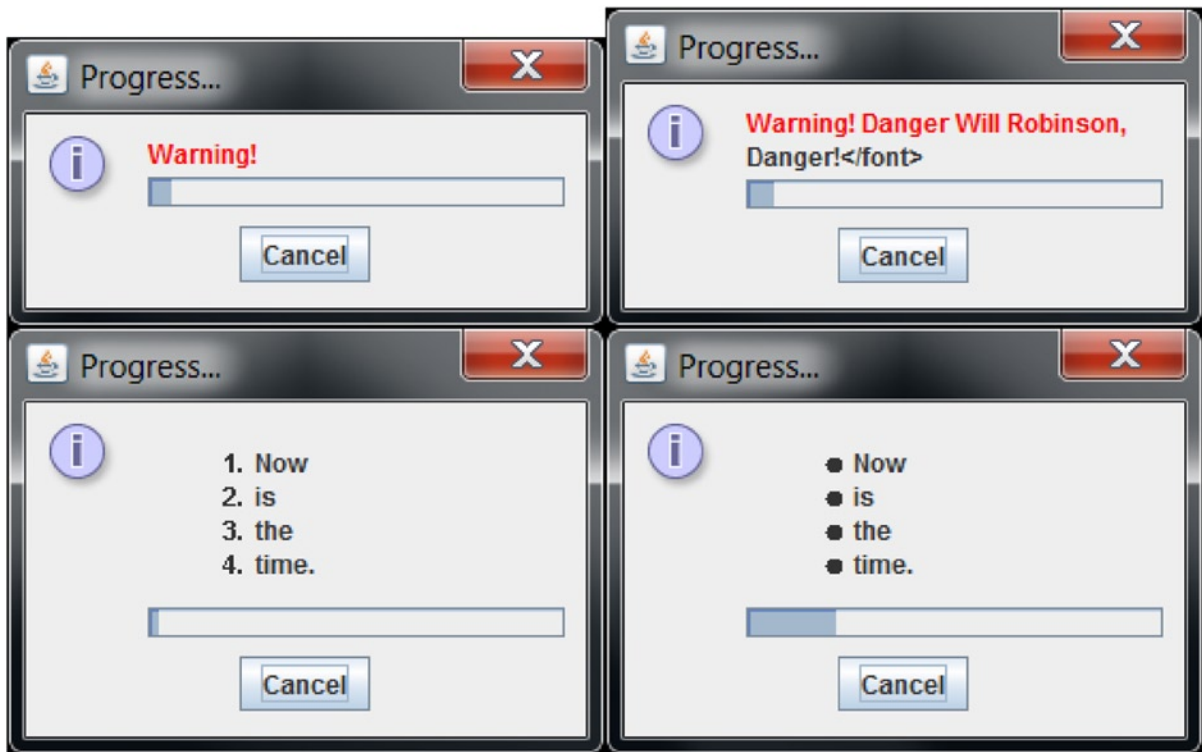 Progress...
Warning!
Cancel
Progress...
Warning! Danger Will Robinson,
Danger!</font>
Cancel
Progress...
1. Now
2. is
3. the
4. time.
Cancel
Progress...
● Now
● is
● the
● time.
Cancel